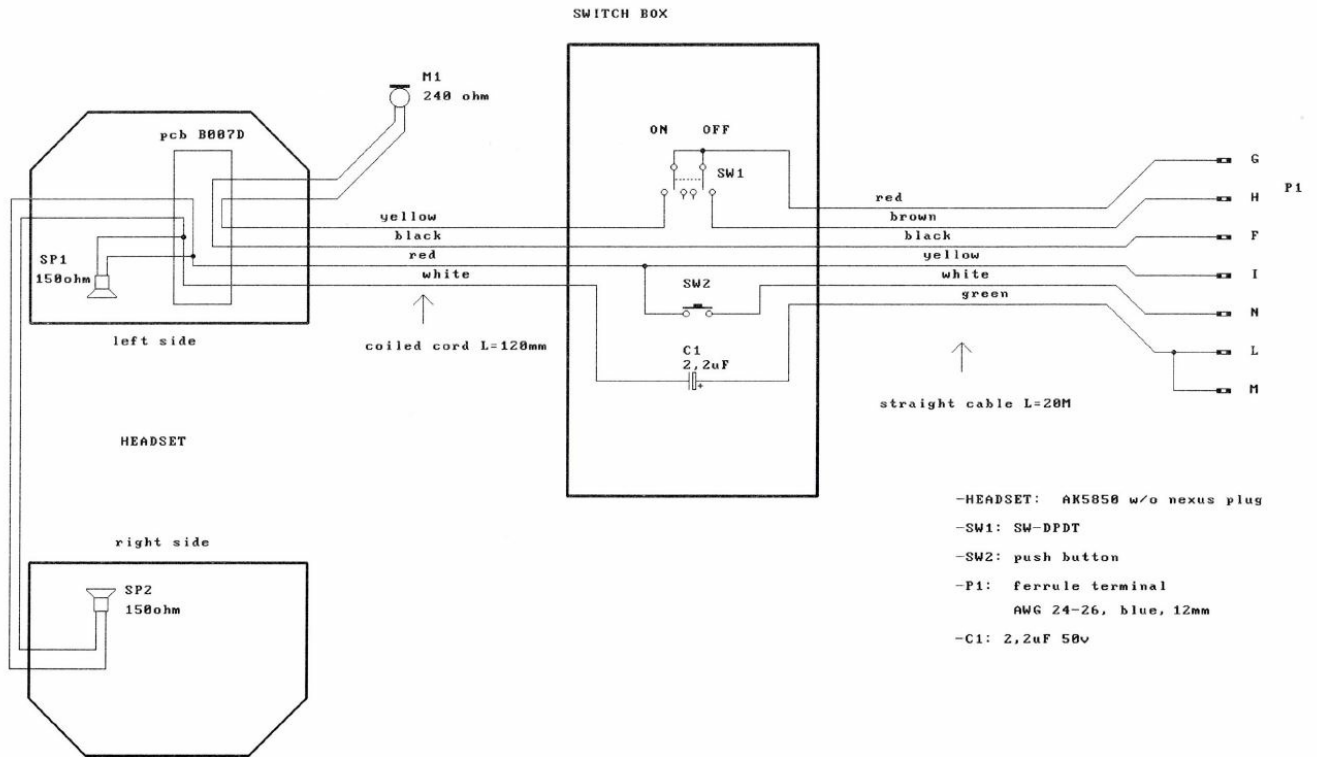 SWITCH BOX
M1
240 ohm
pcb B007D
ON OFF
SW1
G
P1
red
H
yellow
brown
black
black
F
SP1
red
yellow
I
150ohm
white
SW2
white
green
N
left side
coiled cord L=120mm
C1
2,2uF
+
L
straight cable L=20M
M
HEADSET
-HEADSET: AK5850 w/o nexus plug
-SW1: SW-DPDT
right side
-SW2: push button
-P1: ferrule terminal
AWG 24-26, blue, 12mm
SP2
150ohm
-C1: 2,2uF 50v